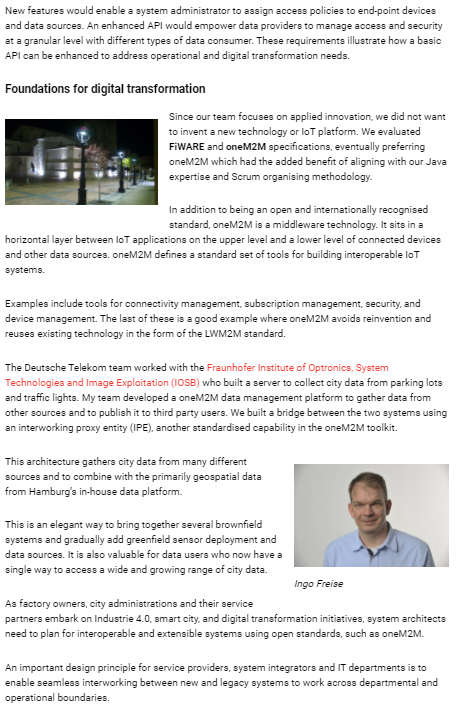 New features would enable a system administrator to assign access policies to end-point devices
and data sources. An enhanced API would empower data providers to manage access and security
at a granular level with different types of data consumer. These requirements illustrate how a basic
API can be enhanced to address operational and digital transformation needs.
Foundations for digital transformation
Since our team focuses on applied innovation, we did not want
to invent a new technology or IoT platform. We evaluated
FiWARE and oneM2M specifications, eventually preferring
oneM2M which had the added benefit of aligning with our Java
expertise and Scrum organising methodology.
In addition to being an open and internationally recognised
standard, oneM2M is a middleware technology. It sits in a
horizontal layer between IoT applications on the upper level and a lower level of connected devices
and other data sources. oneM2M defines a standard set of tools for building interoperable IoT
systems.
Examples include tools for connectivity management, subscription management, security, and
device management. The last of these is a good example where oneM2M avoids reinvention and
reuses existing technology in the form of the LWM2M standard.
The Deutsche Telekom team worked with the Fraunhofer Institute of Optronics, System
Technologies and Image Exploitation (IOSB) who built a server to collect city data from parking lots
and traffic lights. My team developed a oneM2M data management platform to gather data from
other sources and to publish it to third party users. We built a bridge between the two systems using
an interworking proxy entity (IPE), another standardised capability in the oneM2M toolkit.
This architecture gathers city data from many different
sources and to combine with the primarily geospatial data
from Hamburg's in-house data platform.
This is an elegant way to bring together several brownfield
systems and gradually add greenfield sensor deployment and
data sources. It is also valuable for data users who now have a
single way to access a wide and growing range of city data.
Ingo Freise
As factory owners, city administrations and their service
partners embark on Industrie 4.0, smart city, and digital transformation initiatives, system architects
need to plan for interoperable and extensible systems using open standards, such as oneM2M.
An important design principle for service providers, system integrators and IT departments is to
enable seamless interworking between new and legacy systems to work across departmental and
operational boundaries.